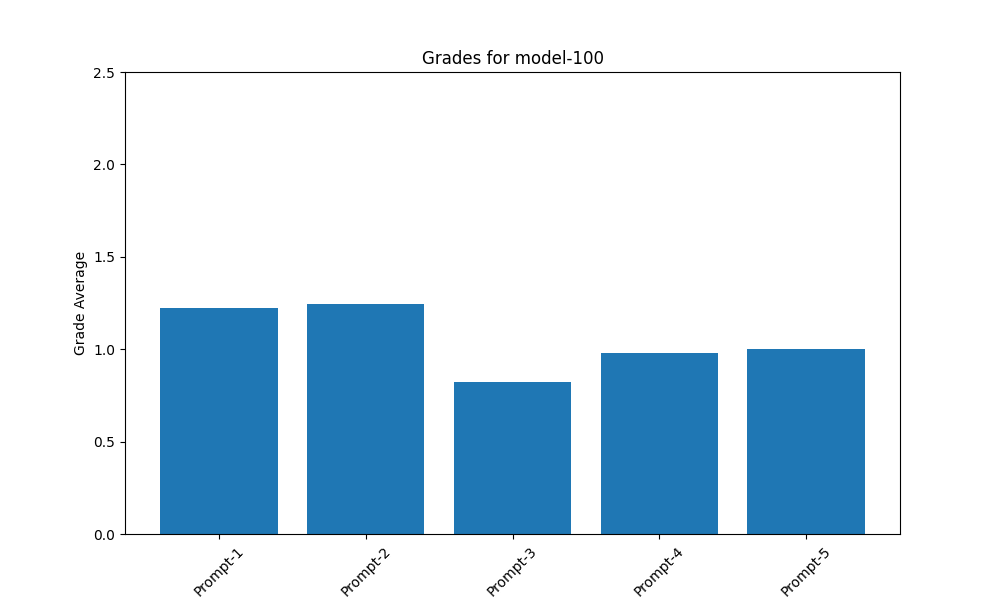 Grades for model-100
Grade Average
2.5
2.0
1.5
1.0
0.5
0.0
Prompt-1
Prompt-2
Prompt-3
Prompt-4
Prompt-5